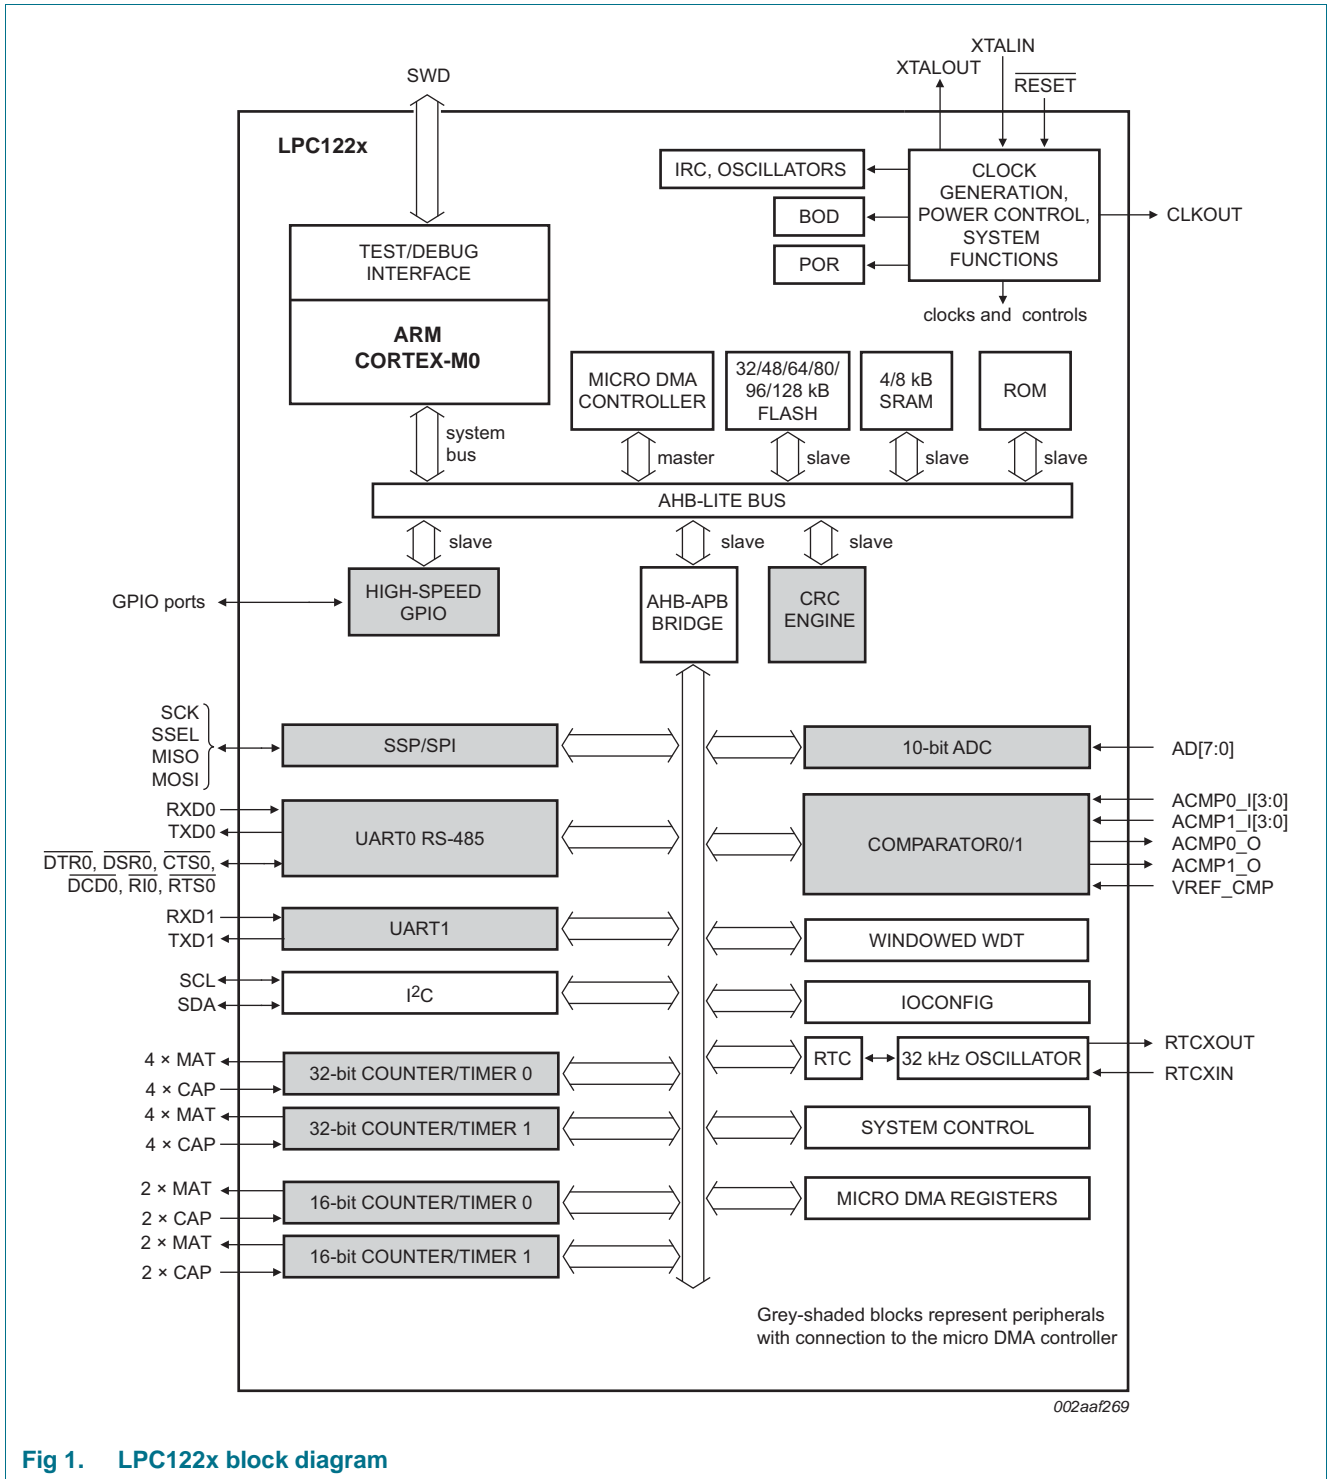 XTALIN
XTALOUT
RESET
SWD
LPC122x
IRC, OSCILLATORS
BOD
POR
CLOCK
GENERATION,
POWER CONTROL,
SYSTEM
FUNCTIONS
CLKOUT
clocks and controls
TEST/DEBUG
INTERFACE
ARM
CORTEX-M0
MICRO DMA
CONTROLLER
32/48/64/80/
96/128 kB
FLASH
4/8 kB
SRAM
ROM
system
bus
master
slave
slave
slave
AHB-LITE BUS
slave
slave
slave
GPIO ports
HIGH-SPEED
GPIO
AHB-APB
BRIDGE
CRC
ENGINE
SCK
SSEL
MISO
MOSI
SSP/SPI
10-bit ADC
AD[7:0]
RXD0
TXD0
DTR0, DSR0, CTS0,
DCD0, RI0, RTS0
UART0 RS-485
COMPARATOR0/1
ACMP0_I[3:0]
ACMP1_I[3:0]
ACMP0_O
ACMP1_O
VREF_CMP
RXD1
TXD1
UART1
WINDOWED WDT
SCL
SDA
I2C
IOCONFIG
4 × MAT
4 × CAP
32-bit COUNTER/TIMER 0
RTC
32 kHz OSCILLATOR
RTCXOUT
RTCXIN
4 × MAT
4 × CAP
32-bit COUNTER/TIMER 1
SYSTEM CONTROL
2 × MAT
2 × CAP
16-bit COUNTER/TIMER 0
MICRO DMA REGISTERS
2 × MAT
2 × CAP
16-bit COUNTER/TIMER 1
Grey-shaded blocks represent peripherals
with connection to the micro DMA controller
002aaf269
Fig 1. LPC122x block diagram